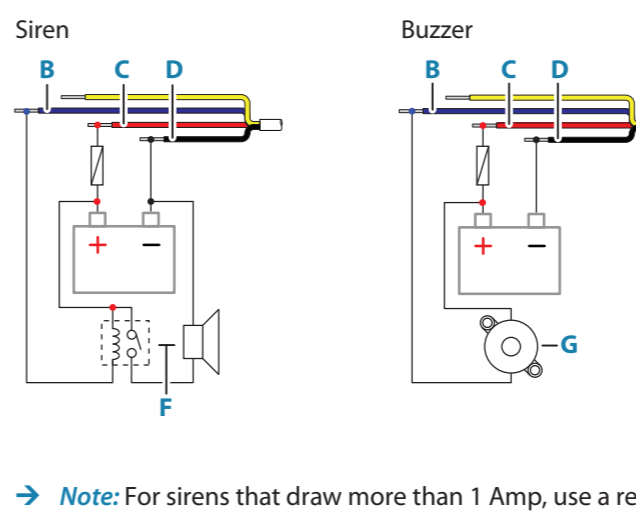 Siren
Buzzer
B C D
B C D
+ −
+ −
G
F
→ Note: For sirens that draw more than 1 Amp, use a re